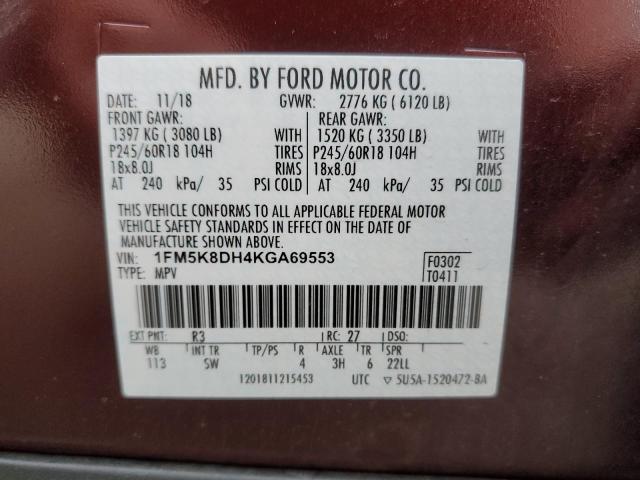 MFD. BY FORD MOTOR CO.
DATE: 11/18 GVWR: 2776 KG ( 6120 LB)
FRONT GAWR: REAR GAWR:
1397 KG ( 3080 LB) WITH 1520 KG ( 3350 LB) WITH
P245/60R18 104H TIRES P245/60R18 104H TIRES
18x8.0J RIMS 18x8.0J RIMS
AT 240 kPa/ 35 PSI COLD AT 240 kPa/ 35 PSI COLD
THIS VEHICLE CONFORMS TO ALL APPLICABLE FEDERAL MOTOR
VEHICLE SAFETY STANDARDS IN EFFECT ON THE DATE OF
MANUFACTURE SHOWN ABOVE.
VIN: 1FM5K8DH4KGA69553 F0302
TYPE: MPV T0411
EXT PNT: R3 RC: 27 DSO:
WB INT TR TP/PS R AXLE TR SPR
113 SW 4 3H 6 22LL
1201811215453 UTC ▽ 5U5A-1520472-BA